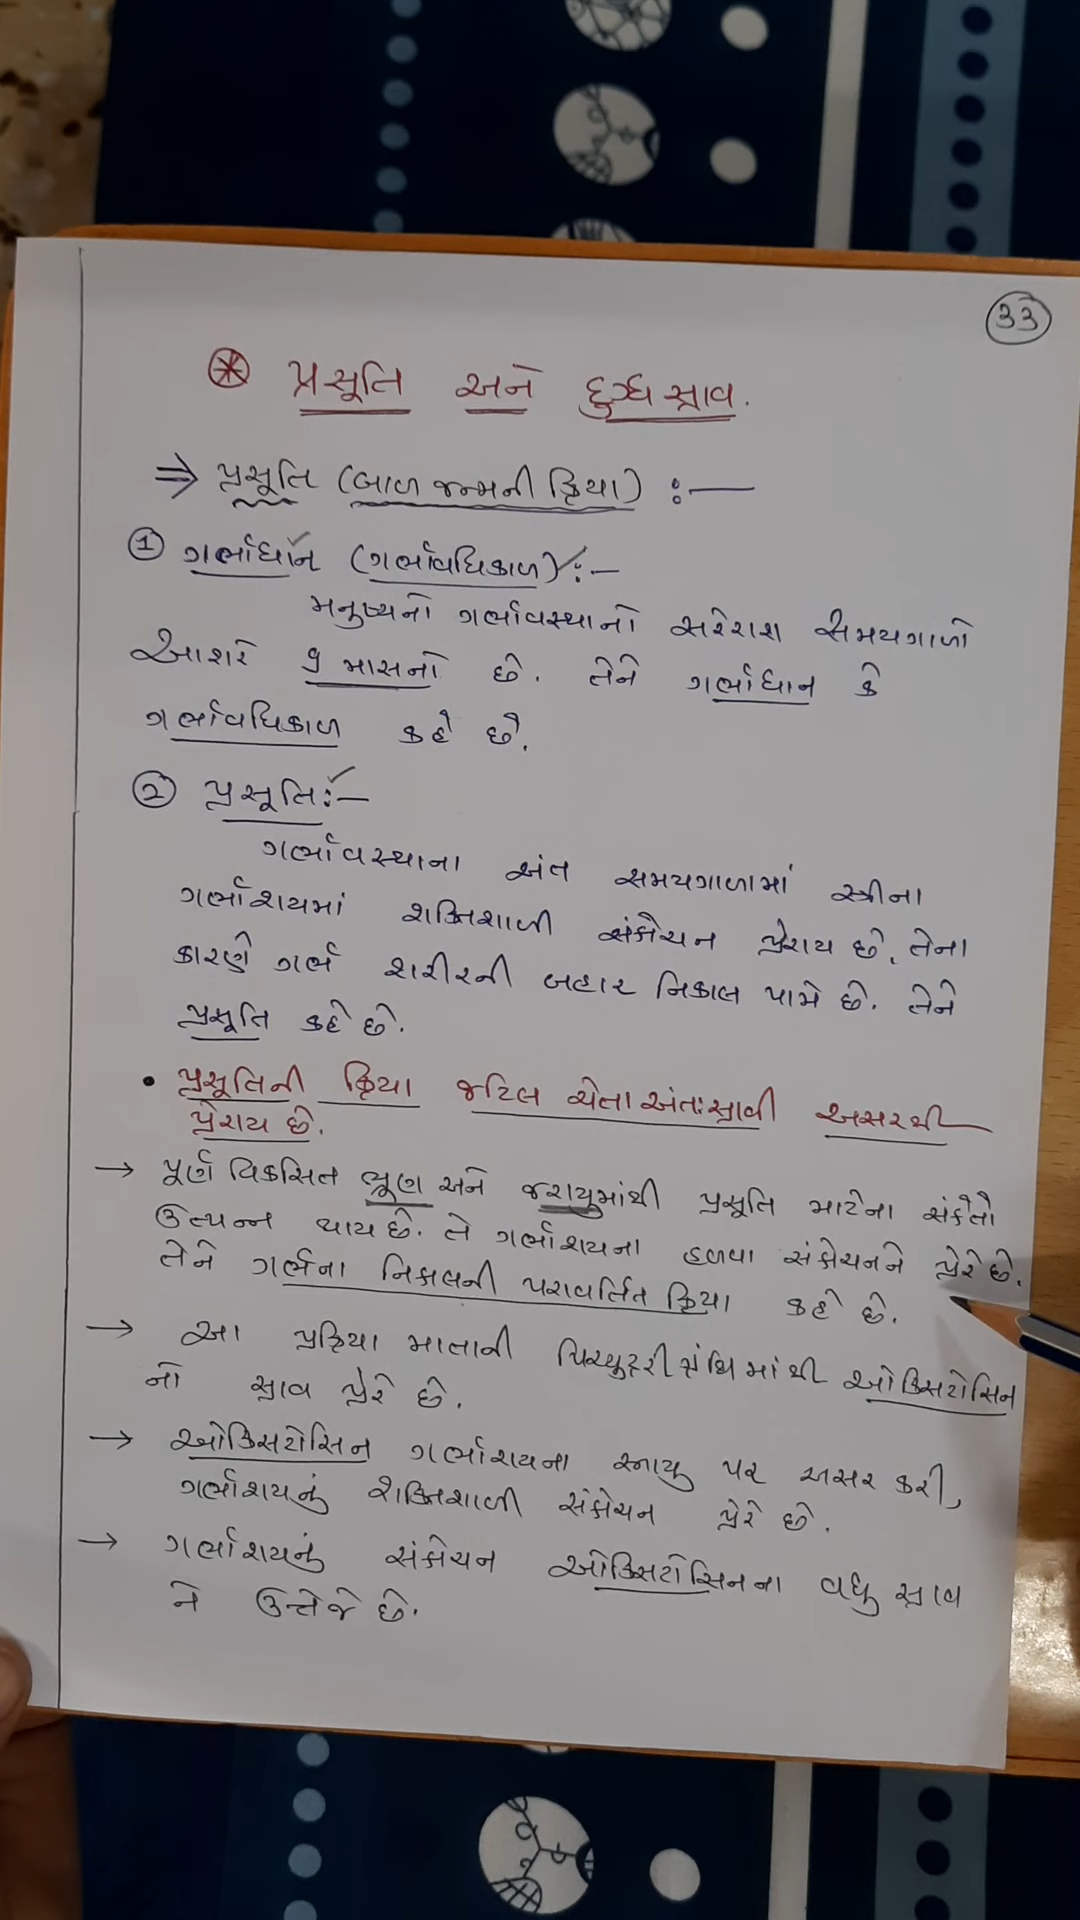 33
* પ્રસૂતિ અને દુગ્ધસ્રાવ.
⇒ પ્રસૂતિ (બાળ જન્મની ક્રિયા) :—
① ગર્ભાધાન (ગર્ભાવધિકાળ) :—
મનુષ્યનો ગર્ભાવસ્થાનો સરેરાશ સમયગાળો
આશરે ૭ માસનો છે. તેને ગર્ભાધાન કે
ગર્ભાવધિકાળ કહે છે.
② પ્રસૂતિ :—
ગર્ભાવસ્થાના અંત સમયગાળામાં સ્ત્રીના
ગર્ભાશયમાં શક્તિશાળી સંકોચન પ્રેરાય છે, તેના
કારણે ગર્ભ શરીરની બહાર નિકાલ પામે છે. તેને
પ્રસૂતિ કહે છે.
• પ્રસૂતિની ક્રિયા જટિલ ચેતાઅંતઃસ્રાવી અસરથી
પ્રેરાય છે.
→ પૂર્ણ વિકસિત ભ્રૂણ અને જરાયુમાંથી પ્રસૂતિ માટેના સંકેતો
ઉત્પન્ન થાય છે. તે ગર્ભાશયના હળવા સંકોચનને પ્રેરે છે.
તેને ગર્ભના નિકાલની પરાવર્તિત ક્રિયા કહે છે.
→ આ પ્રક્રિયા માતાની પિટ્યુટરી ગ્રંથિમાંથી ઓક્સિટોસિન
નો સ્રાવ પ્રેરે છે.
→ ઓક્સિટોસિન ગર્ભાશયના સ્નાયુ પર અસર કરી,
ગર્ભાશયનું શક્તિશાળી સંકોચન પ્રેરે છે.
→ ગર્ભાશયનું સંકોચન ઓક્સિટોસિનના વધુ સ્રાવ
ને ઉત્તેજે છે.